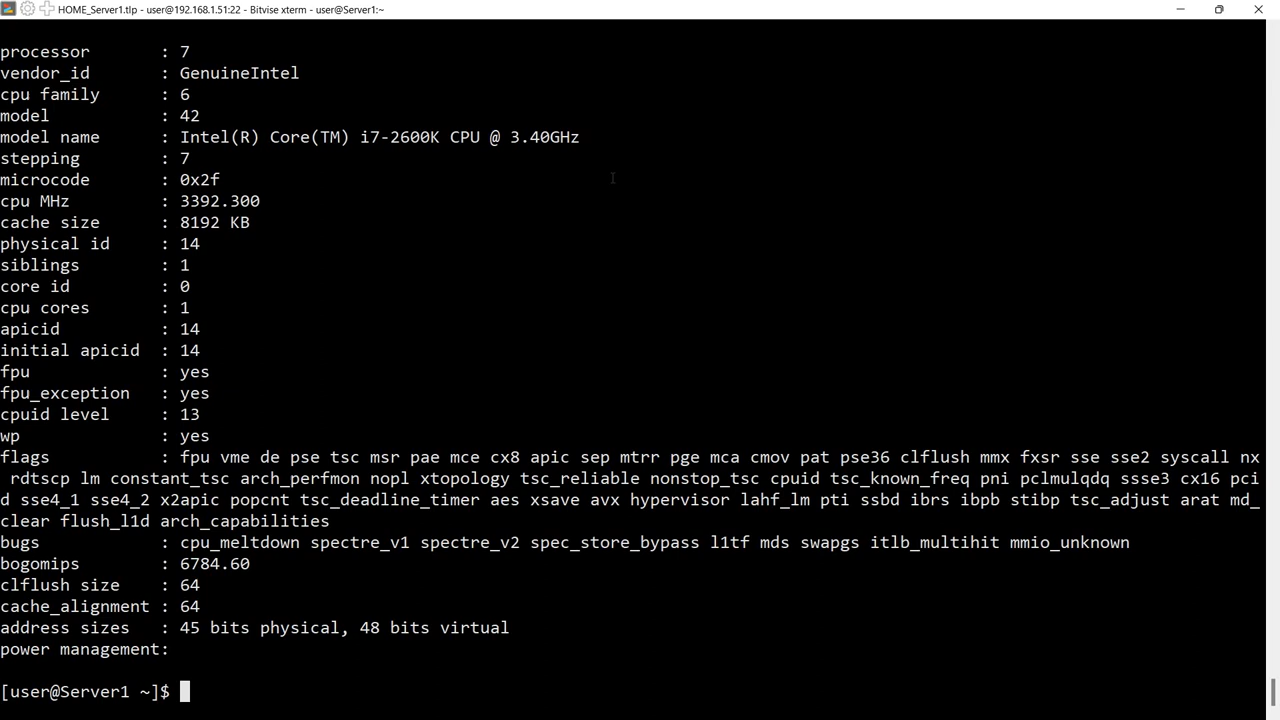 HOME_Server1.tlp - user@192.168.1.51:22 - Bitvise xterm - user@Server1:~
processor : 7
vendor_id : GenuineIntel
cpu family : 6
model : 42
model name : Intel(R) Core(TM) i7-2600K CPU @ 3.40GHz
stepping : 7
microcode : 0x2f
cpu MHz : 3392.300
cache size : 8192 KB
physical id : 14
siblings : 1
core id : 0
cpu cores : 1
apicid : 14
initial apicid : 14
fpu : yes
fpu_exception : yes
cpuid level : 13
wp : yes
flags : fpu vme de pse tsc msr pae mce cx8 apic sep mtrr pge mca cmov pat pse36 clflush mmx fxsr sse sse2 syscall nx
rdtscp lm constant_tsc arch_perfmon nopl xtopology tsc_reliable nonstop_tsc cpuid tsc_known_freq pni pclmulqdq ssse3 cx16 pci
d sse4_1 sse4_2 x2apic popcnt tsc_deadline_timer aes xsave avx hypervisor lahf_lm pti ssbd ibrs ibpb stibp tsc_adjust arat md_
clear flush_l1d arch_capabilities
bugs : cpu_meltdown spectre_v1 spectre_v2 spec_store_bypass l1tf mds swapgs itlb_multihit mmio_unknown
bogomips : 6784.60
clflush size : 64
cache_alignment : 64
address sizes : 45 bits physical, 48 bits virtual
power management:
[user@Server1 ~]$